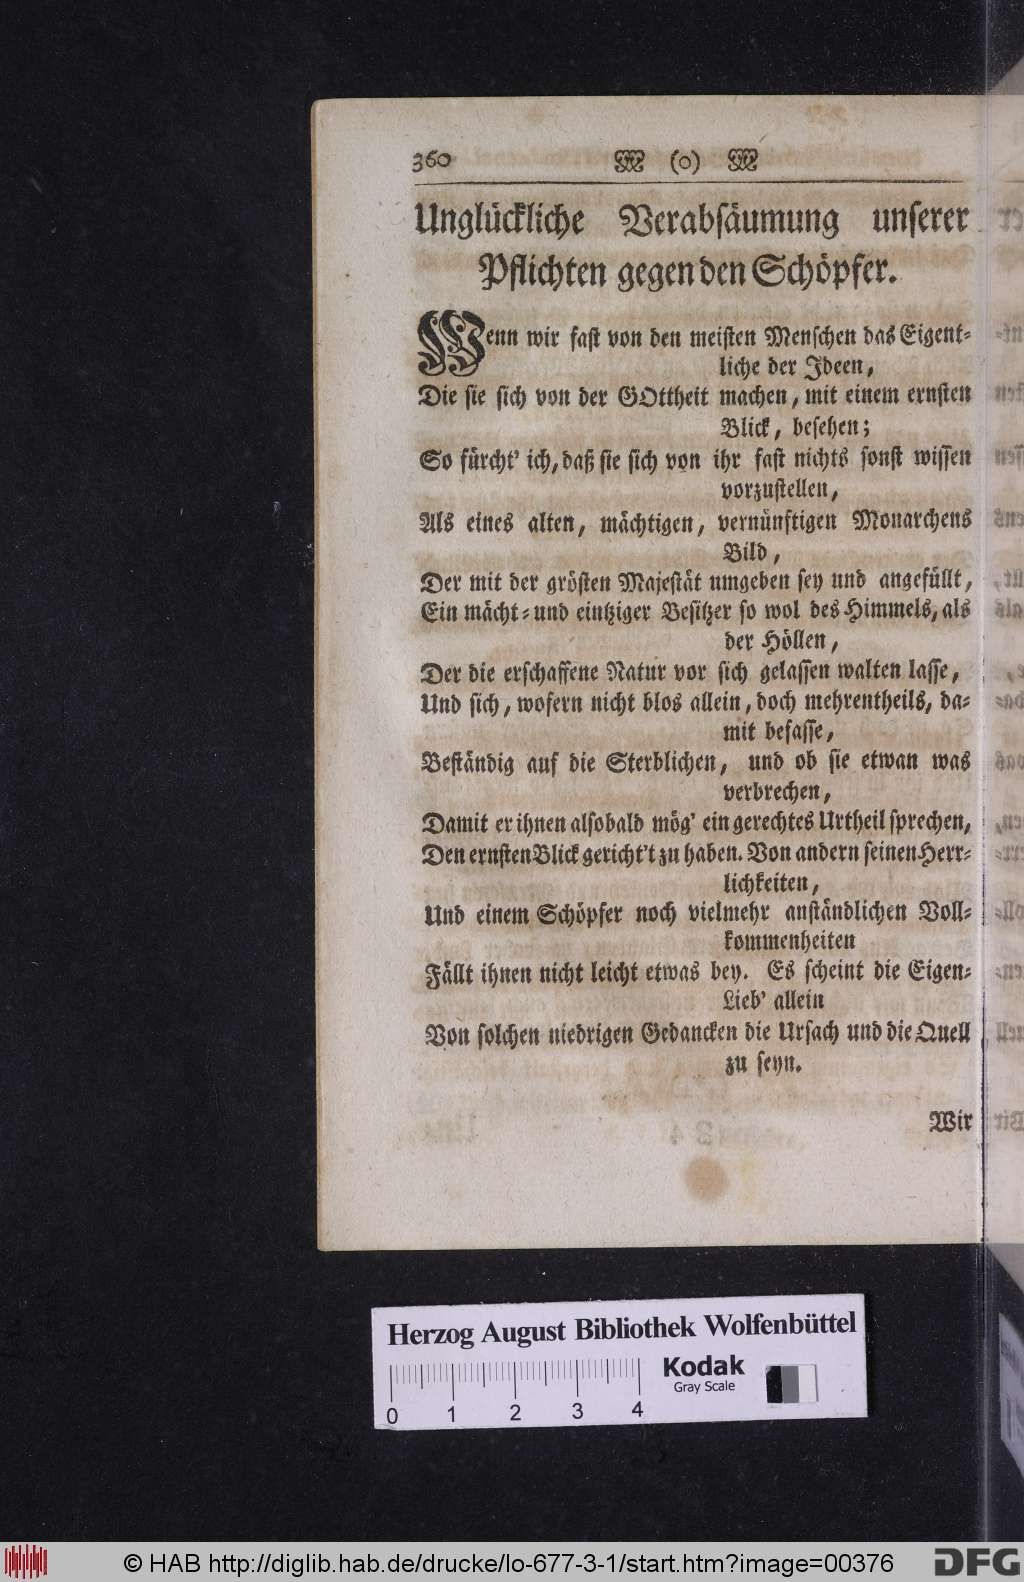 360 (o)
Unglückliche Verabsäumung unserer
Pflichten gegen den Schöpfer.
Wenn wir fast von den meisten Menschen das Eigent-
liche der Ideen,
Die sie sich von der GOttheit machen, mit einem ernsten
Blick, besehen;
So fürcht' ich, daß sie sich von ihr fast nichts sonst wissen
vorzustellen,
Als eines alten, mächtigen, vernünftigen Monarchens
Bild,
Der mit der grösten Majestät umgeben sey und angefüllt,
Ein mächt- und eintziger Besitzer so wol des Himmels, als
der Höllen,
Der die erschaffene Natur vor sich gelassen walten lasse,
Und sich, wofern nicht blos allein, doch mehrentheils, da-
mit befasse,
Beständig auf die Sterblichen, und ob sie etwan was
verbrechen,
Damit er ihnen alsobald mög' ein gerechtes Urtheil sprechen,
Den ernsten Blick gericht't zu haben. Von andern seinen Herr-
lichkeiten,
Und einem Schöpfer noch vielmehr anständlichen Voll-
kommenheiten
Fällt ihnen nicht leicht etwas bey. Es scheint die Eigen-
Lieb' allein
Von solchen niedrigen Gedancken die Ursach und die Quell
zu seyn.
Wir
Herzog August Bibliothek Wolfenbüttel
Kodak
Gray Scale
0 1 2 3 4
© HAB http://diglib.hab.de/drucke/lo-677-3-1/start.htm?image=00376
DFG